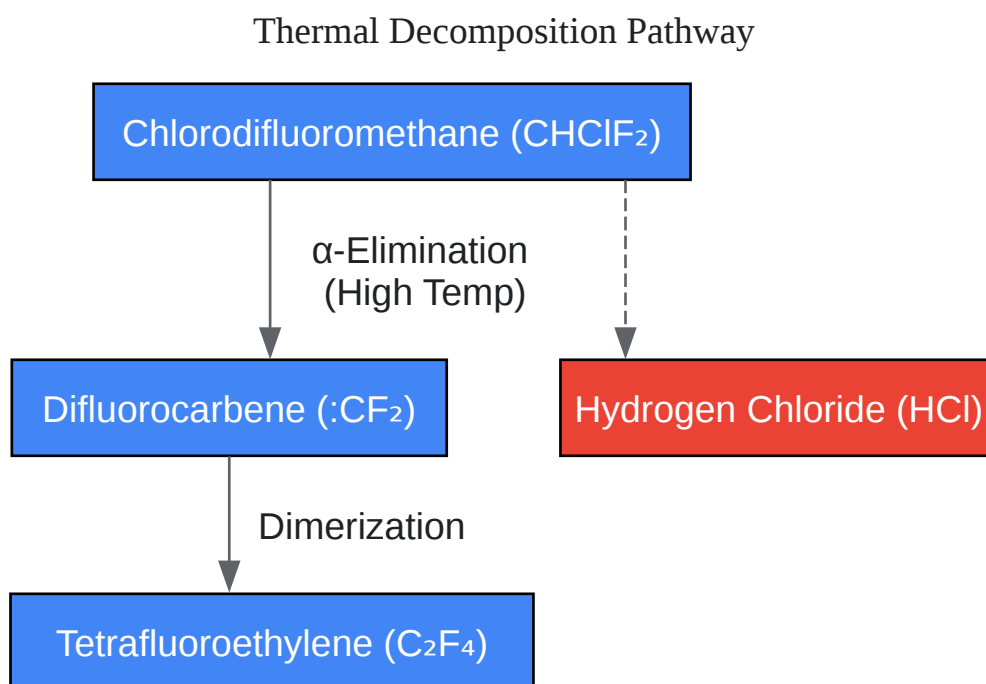 Thermal Decomposition Pathway
Chlorodifluoromethane (CHClF₂)
α-Elimination
(High Temp)
Difluorocarbene (:CF₂)
Hydrogen Chloride (HCl)
Dimerization
Tetrafluoroethylene (C₂F₄)